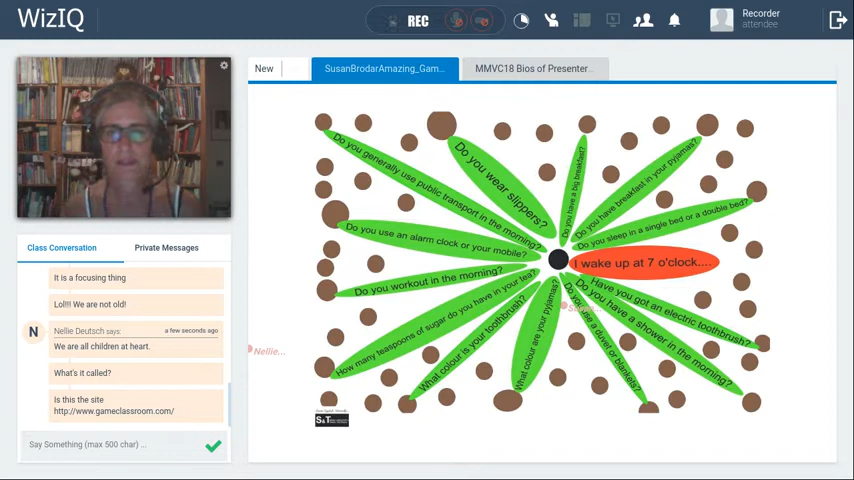 WizIQ
REC
Recorder
attendee
New
SusanBrodarAmazing_Gam...
MMVC18 Bios of Presenter...
Class Conversation
Private Messages
It is a focusing thing
Lol!!! We are not old!
N
Nellie Deutsch says:
a few seconds ago
We are all children at heart.
What's it called?
Is this the site
http://www.gameclassroom.com/
Say Something (max 500 char) ...
Do you generally use public transport in the morning?
Do you wear slippers?
Do you have a big breakfast?
Do you have breakfast in your pyjamas?
Do you sleep in a single bed or a double bed?
Do you use an alarm clock or your mobile?
I wake up at 7 o'clock....
Do you workout in the morning?
Have you got an electric toothbrush?
How many teaspoons of sugar do you have in your tea?
Do you have a shower in the morning?
What colour is your toothbrush?
What colour are your pyjamas?
Do you use a duvet or blankets?
Nellie...
S&T